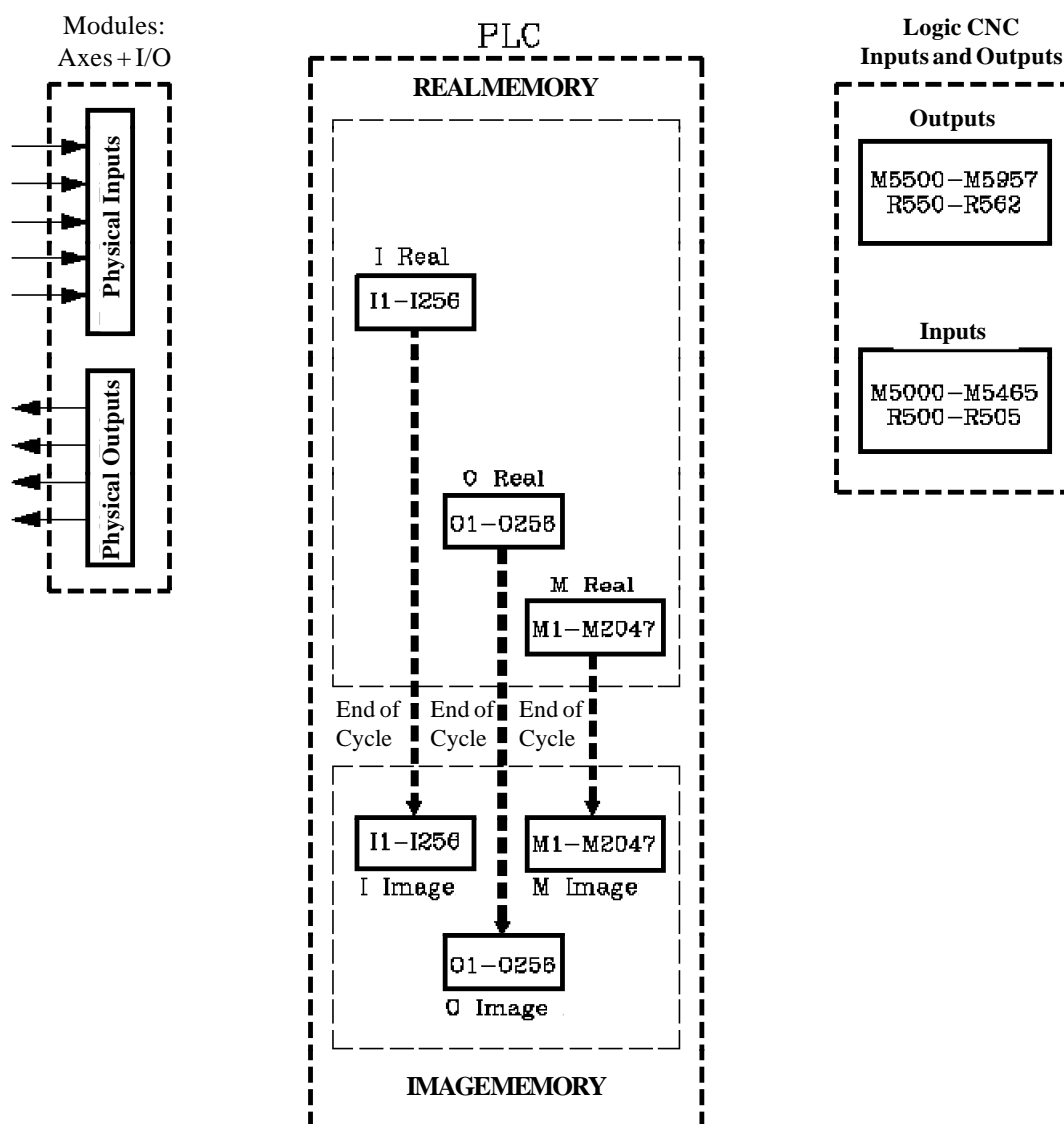 Modules:
Axes + I/O
Physical Inputs
Physical Outputs
PLC
REALMEMORY
I Real
I1-I256
O Real
O1-O256
M Real
M1-M2047
End of
Cycle
End of
Cycle
End of
Cycle
I1-I256
I Image
M1-M2047
M Image
O1-O256
O Image
IMAGEMEMORY
Logic CNC
Inputs and Outputs
Outputs
M5500-M5957
R550-R562
Inputs
M5000-M5465
R500-R505